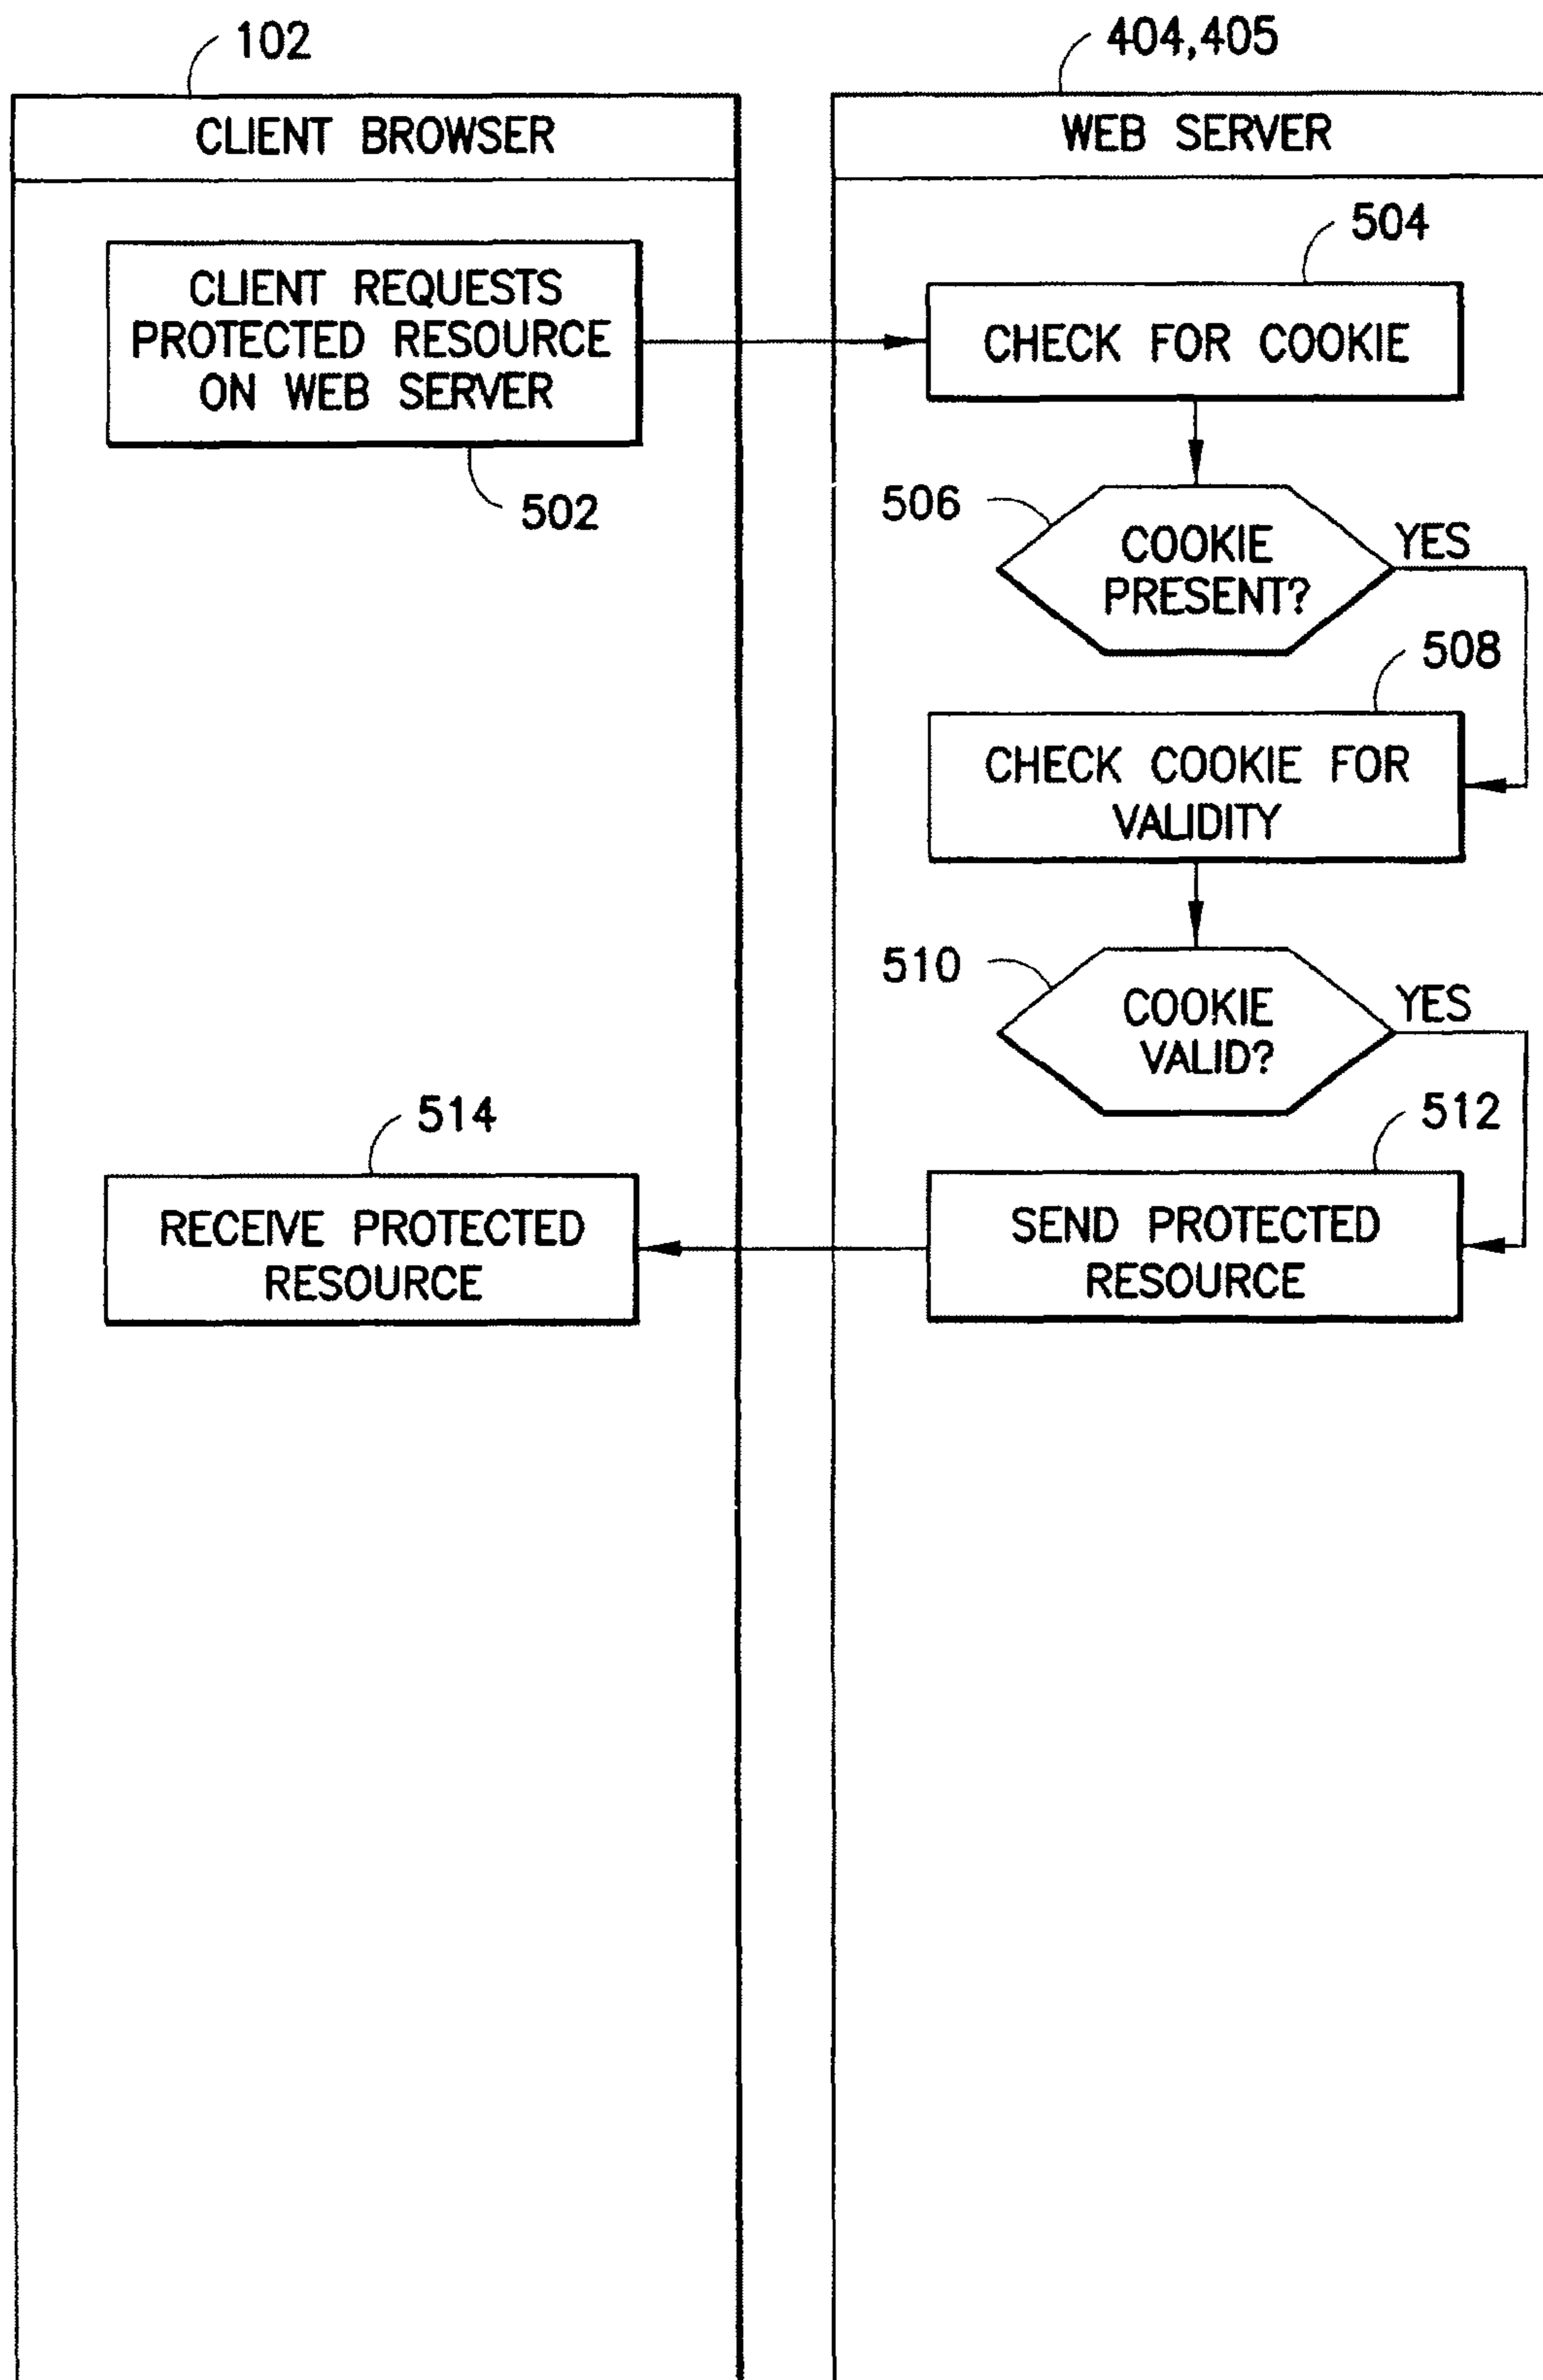 102
404,405
CLIENT BROWSER
WEB SERVER
504
CLIENT REQUESTS
PROTECTED RESOURCE
ON WEB SERVER
CHECK FOR COOKIE
502
506
COOKIE
PRESENT?
YES
508
CHECK COOKIE FOR
VALIDITY
510
COOKIE
VALID?
YES
514
512
RECEIVE PROTECTED
RESOURCE
SEND PROTECTED
RESOURCE